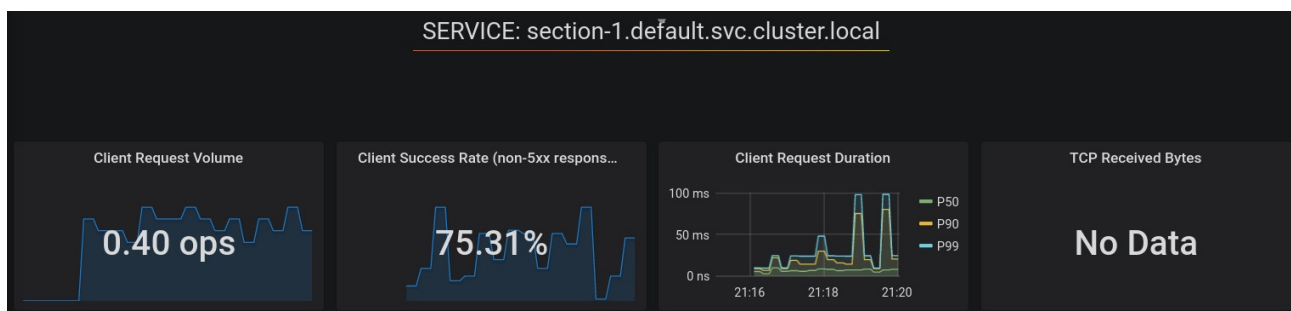 SERVICE: section-1.default.svc.cluster.local
Client Request Volume
0.40 ops
Client Success Rate (non-5xx respons...
75.31%
Client Request Duration
100 ms
50 ms
0 ns
21:16
21:18
21:20
P50
P90
P99
TCP Received Bytes
No Data